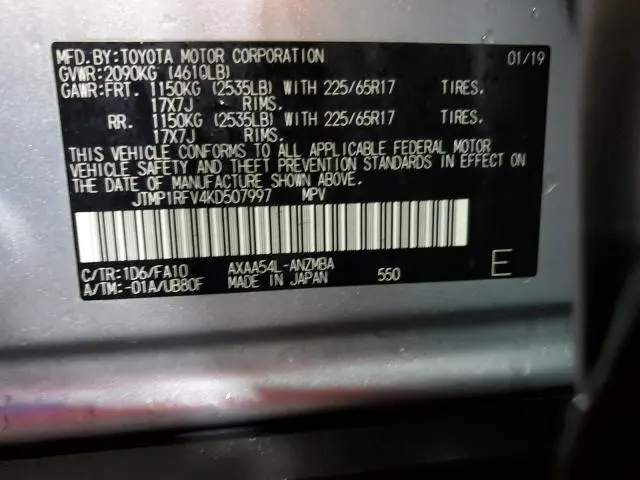 MFD.BY:TOYOTA MOTOR CORPORATION 01/19
GVWR:2090KG (4610LB)
GAWR:FRT. 1150KG (2535LB) WITH 225/65R17 TIRES.
17X7J RIMS.
RR. 1150KG (2535LB) WITH 225/65R17 TIRES.
17X7J RIMS.
THIS VEHICLE CONFORMS TO ALL APPLICABLE FEDERAL MOTOR
VEHICLE SAFETY AND THEFT PREVENTION STANDARDS IN EFFECT ON
THE DATE OF MANUFACTURE SHOWN ABOVE.
JTMP1RFV4KD507997 MPV
C/TR:1D6/FA10 AXAA54L-ANZMBA 550 E
A/TM:-01A/UB80F MADE IN JAPAN